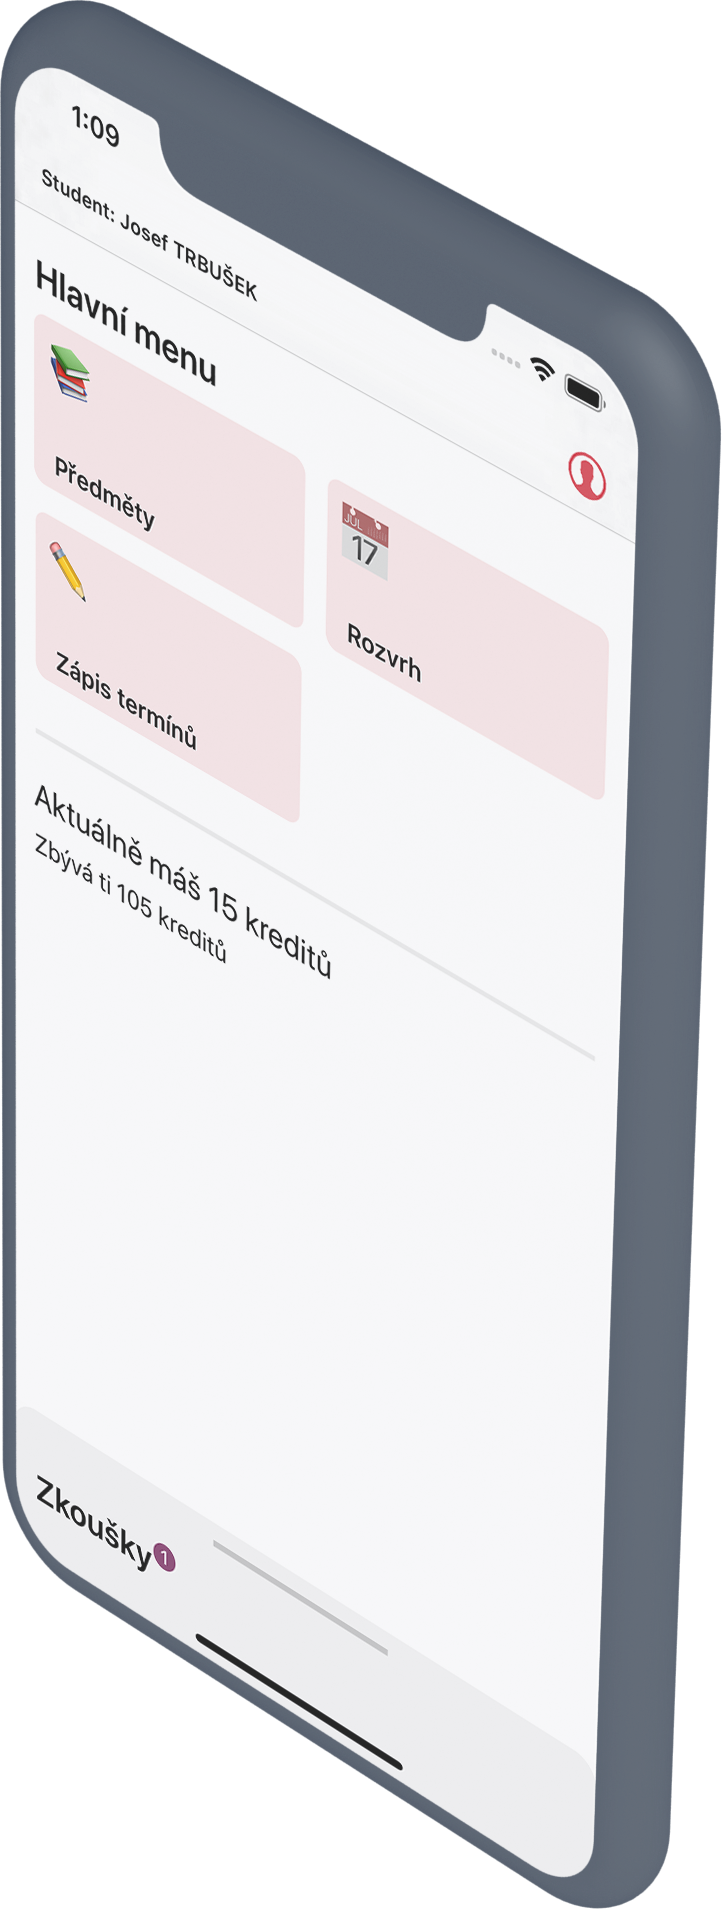 1:09
Student: Josef TRBUŠEK
Hlavní menu
Předměty
JUL
17
Rozvrh
Zápis termínů
Aktuálně máš 15 kreditů
Zbývá ti 105 kreditů
Zkoušky 1